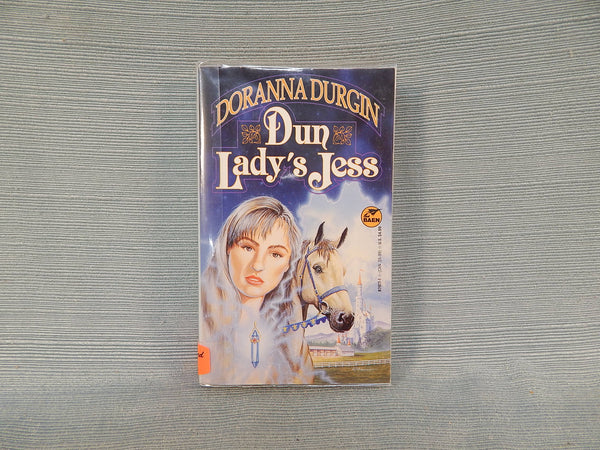 DORANNA DURGIN
Dun
Lady's Jess
BAEN